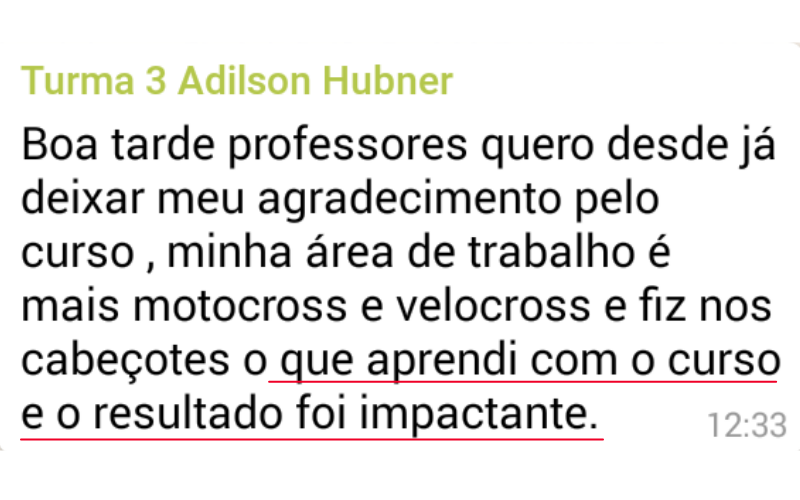 Turma 3 Adilson Hubner
Boa tarde professores quero desde já
deixar meu agradecimento pelo
curso , minha área de trabalho é
mais motocross e velocross e fiz nos
cabeçotes o que aprendi com o curso
e o resultado foi impactante.
12:33